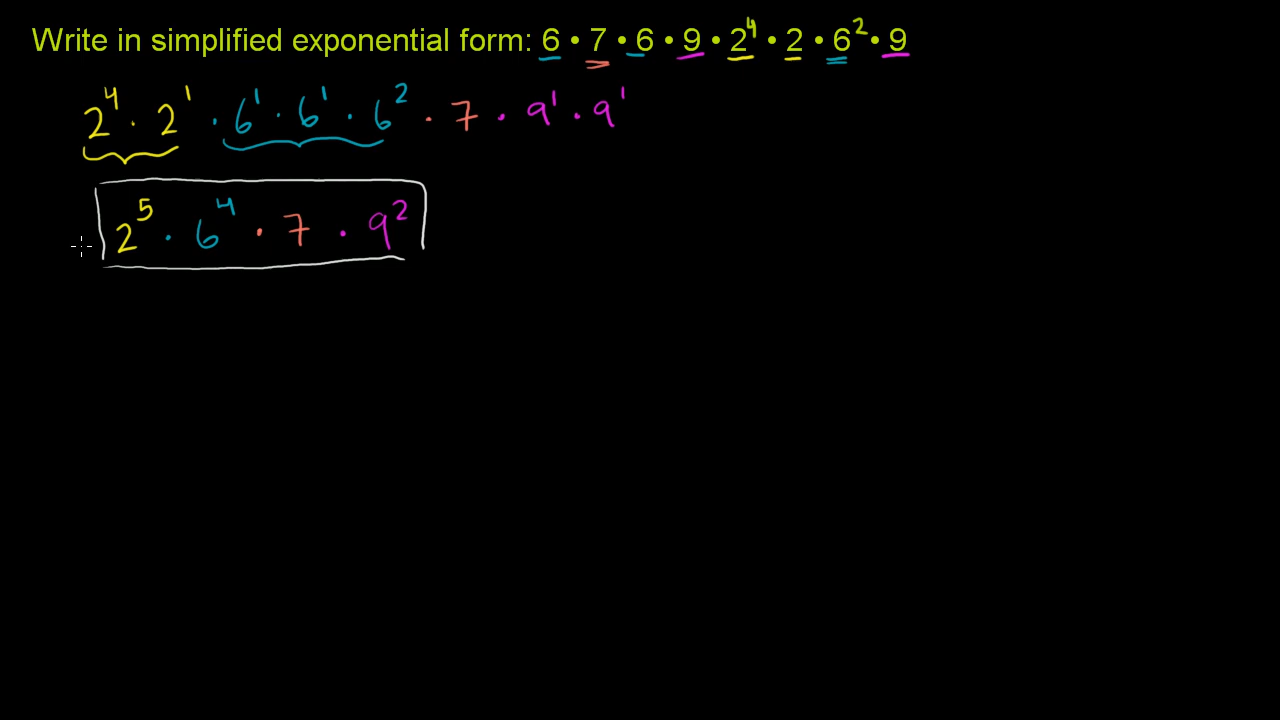 Write in simplified exponential form: 6 • 7 • 6 • 9 • 2⁴ • 2 • 6² • 9
2⁴ · 2¹ · 6¹ · 6¹ · 6² · 7 · 9¹ · 9¹
2⁵ · 6⁴ · 7 · 9²